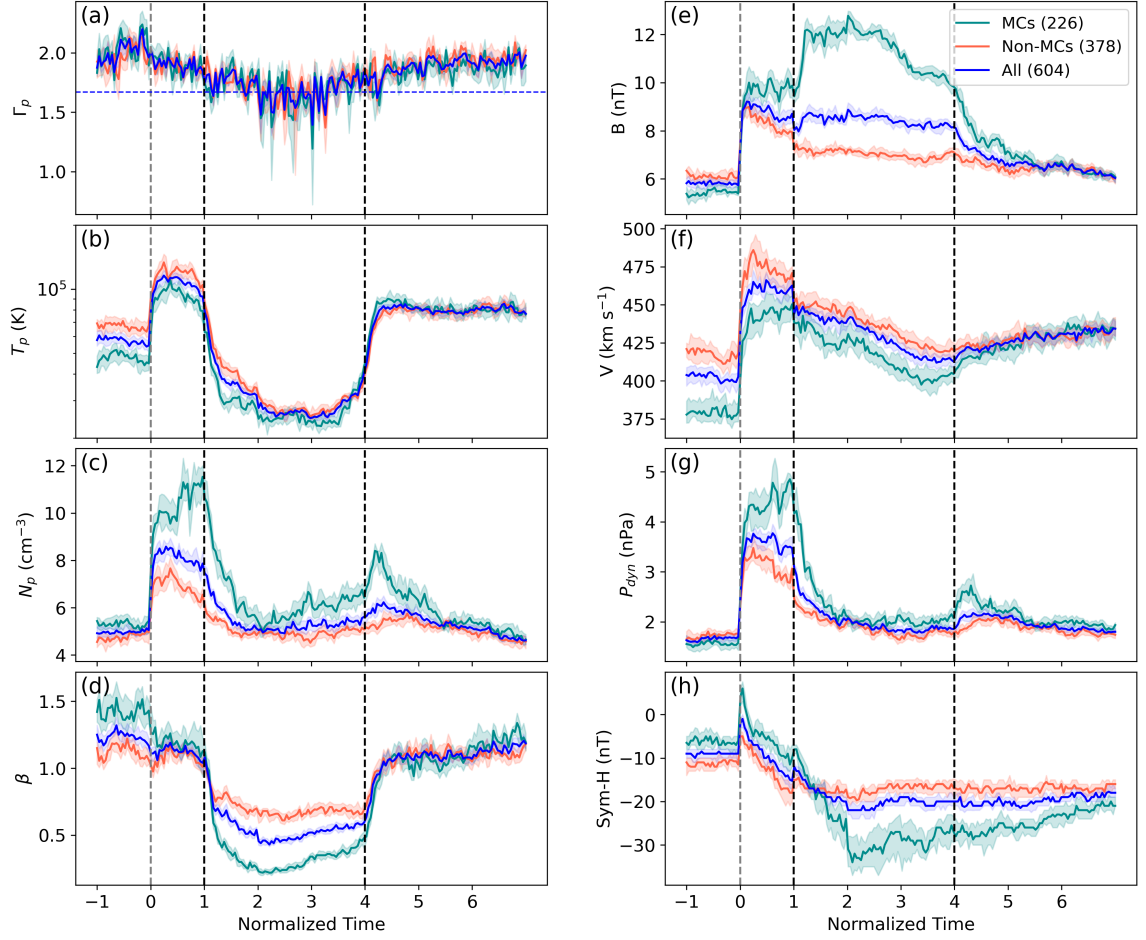 (a)
2.0
1.5
1.0
Γp
(b)
10⁵
Tp (K)
(c)
12
10
8
6
4
Np (cm⁻³)
(d)
1.5
1.0
0.5
β
−1 0 1 2 3 4 5 6 7
Normalized Time
(e)
MCs (226)
Non-MCs (378)
All (604)
12
10
8
6
B (nT)
(f)
500
475
450
425
400
375
V (km s⁻¹)
(g)
5
4
3
2
Pdyn (nPa)
(h)
0
−10
−20
−30
Sym-H (nT)
−1 0 1 2 3 4 5 6 7
Normalized Time